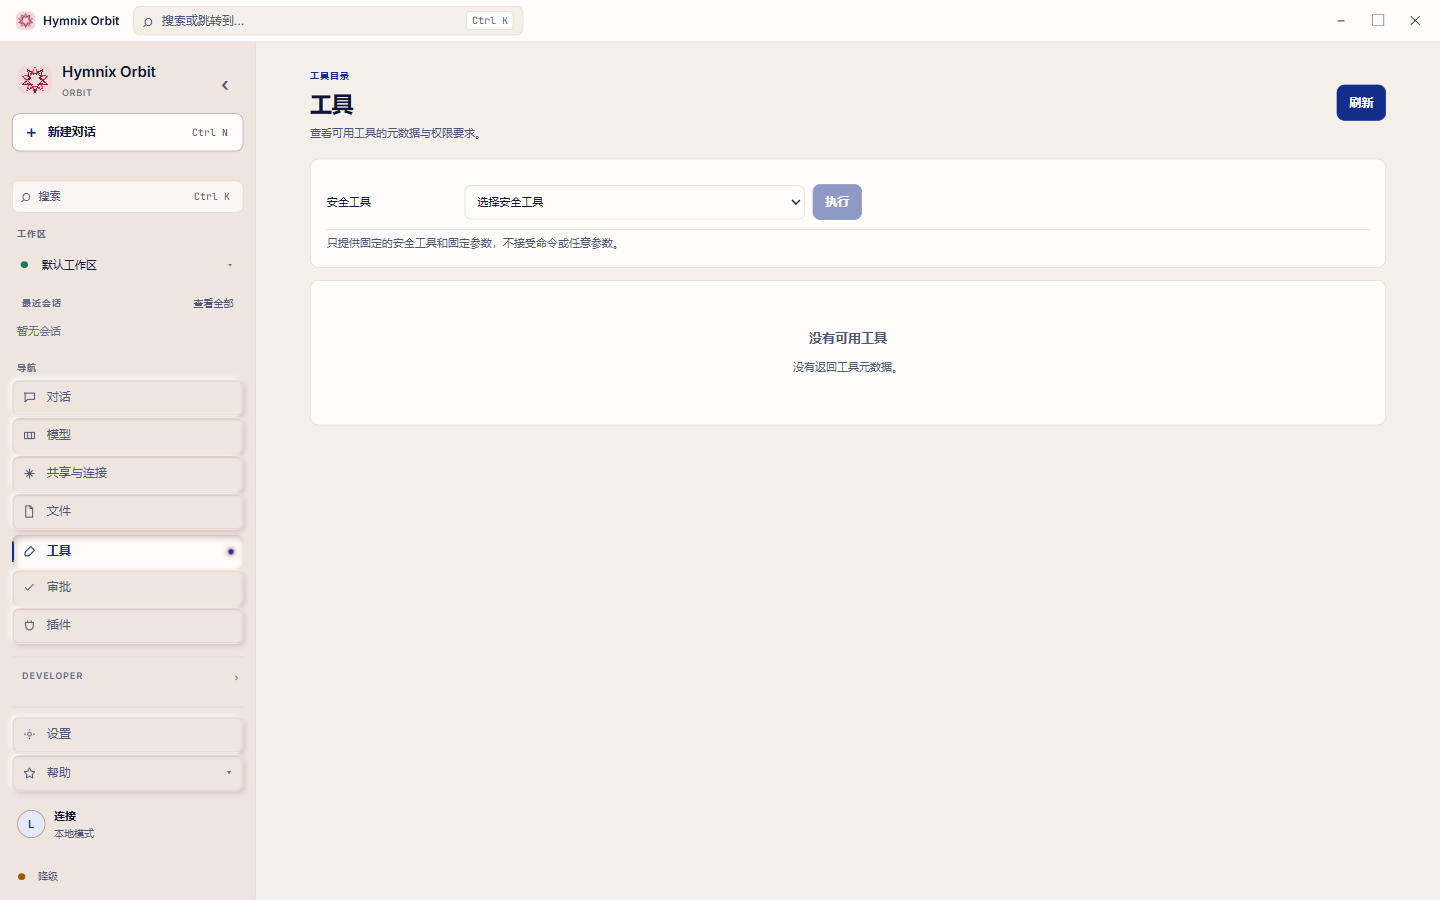 Hymnix Orbit
搜索或跳转到...
Ctrl K
Hymnix Orbit
ORBIT
新建对话
Ctrl N
搜索
Ctrl K
工作区
默认工作区
最近会话
查看全部
暂无会话
导航
对话
模型
共享与连接
文件
工具
审批
插件
DEVELOPER
设置
帮助
L
连接
本地模式
降级
工具目录
工具
查看可用工具的元数据与权限要求。
刷新
安全工具
选择安全工具
执行
只提供固定的安全工具和固定参数，不接受命令或任意参数。
没有可用工具
没有返回工具元数据。